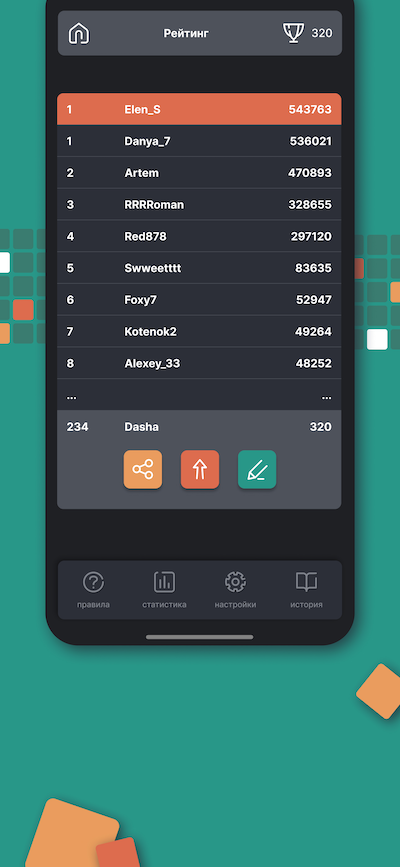 Рейтинг 320
1 Elen_S 543763
1 Danya_7 536021
2 Artem 470893
3 RRRRoman 328655
4 Red878 297120
5 Swweetttt 83635
6 Foxy7 52947
7 Kotenok2 49264
8 Alexey_33 48252
... ...
234 Dasha 320
правила статистика настройки история